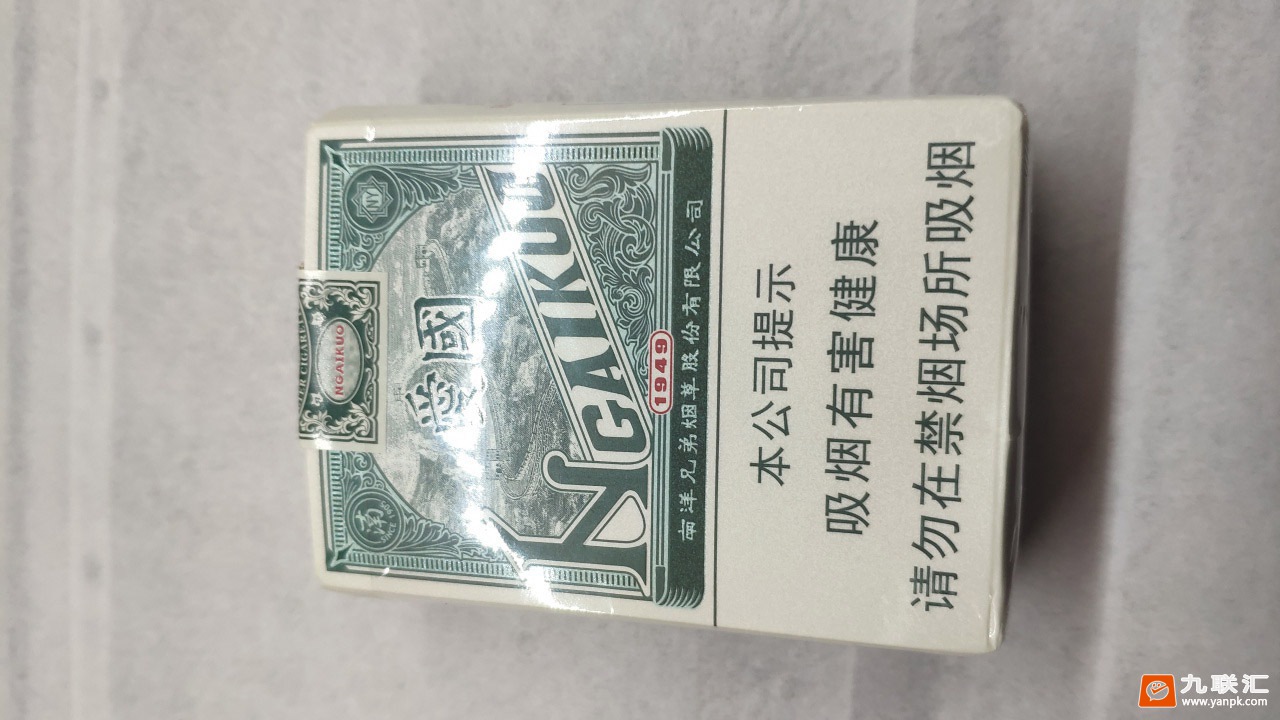 NGAIKUO
愛國
NGAIKUO
1949
南洋兄弟烟草股份有限公司
本公司提示
吸烟有害健康
请勿在禁烟场所吸烟
九联汇
www.yanpk.com